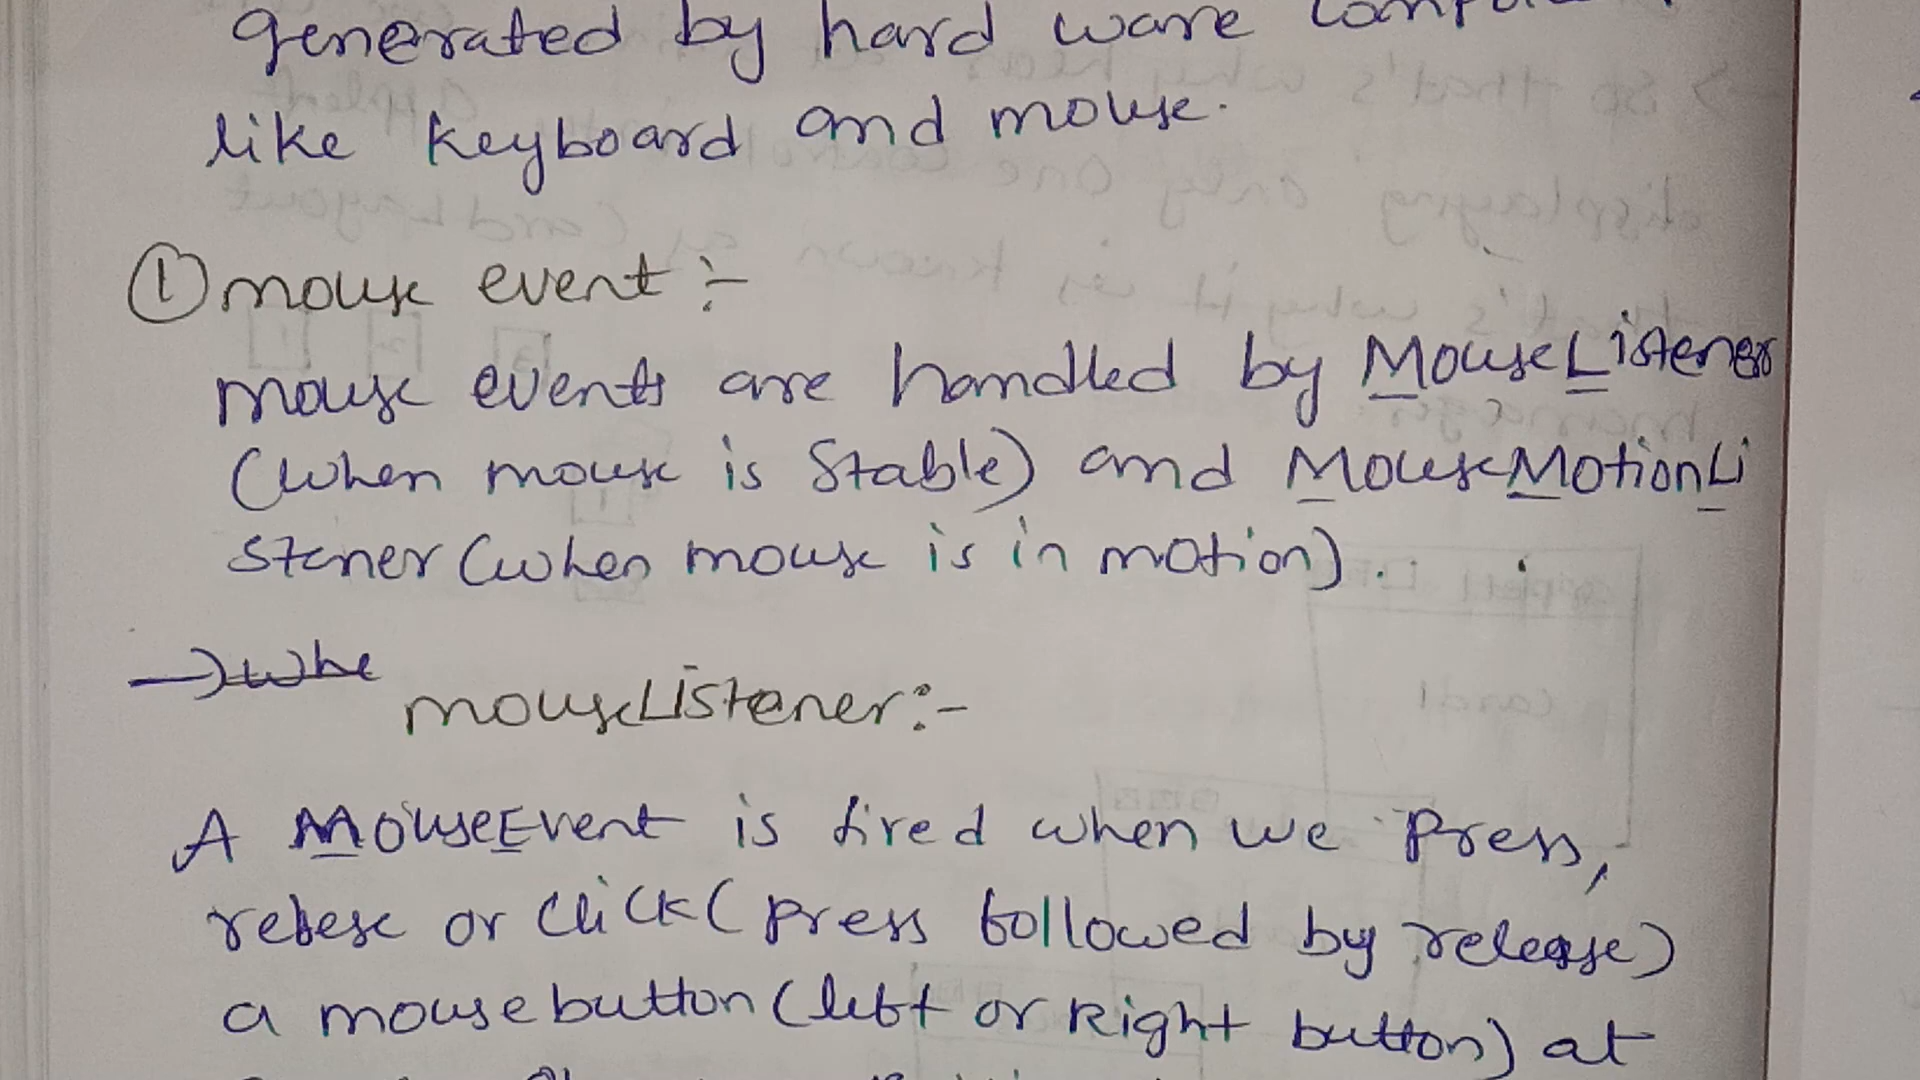 generated by hard ware
like keyboard and mouse.
① mouse event :-
mouse events are handled by MouseListener
(when mouse is stable) and MouseMotionLi
stener (when mouse is in motion).
→ whe
mouseListener:-
A MouseEvent is fired when we Press,
relese or click (press followed by release)
a mouse button (left or Right button) at